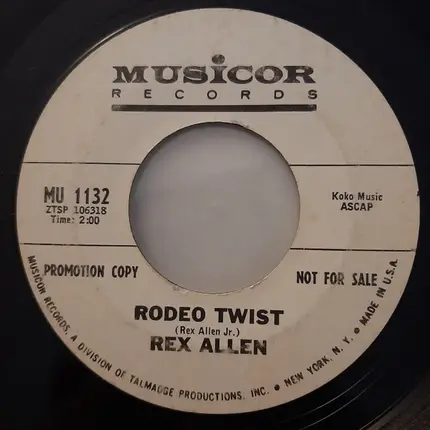 MUSICOR
RECORDS
MU 1132
ZTSP 106318
Time: 2:00
Koko Music
ASCAP
PROMOTION COPY
NOT FOR SALE
RODEO TWIST
(Rex Allen Jr.)
REX ALLEN
MUSICOR RECORDS, A DIVISION OF TALMADGE PRODUCTIONS, INC. • NEW YORK, N. Y. • MADE IN U.S.A.